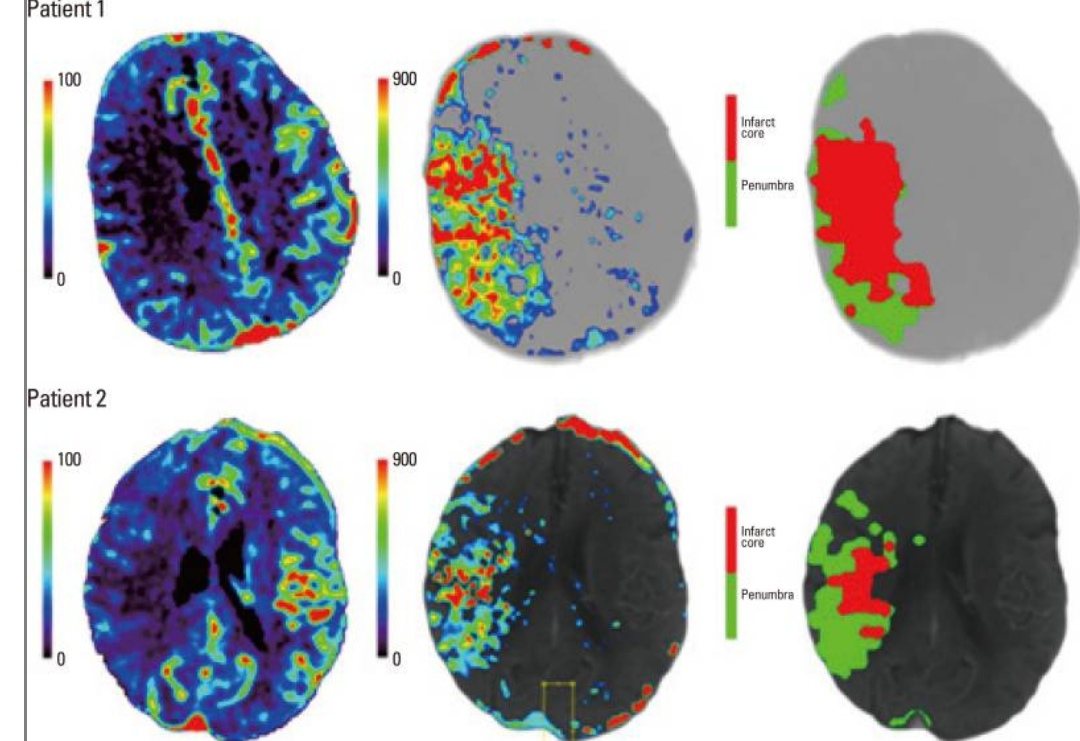 Patient 1
100
0
900
0
Infarct
core
Penumbra
Patient 2
100
0
900
0
Infarct
core
Penumbra